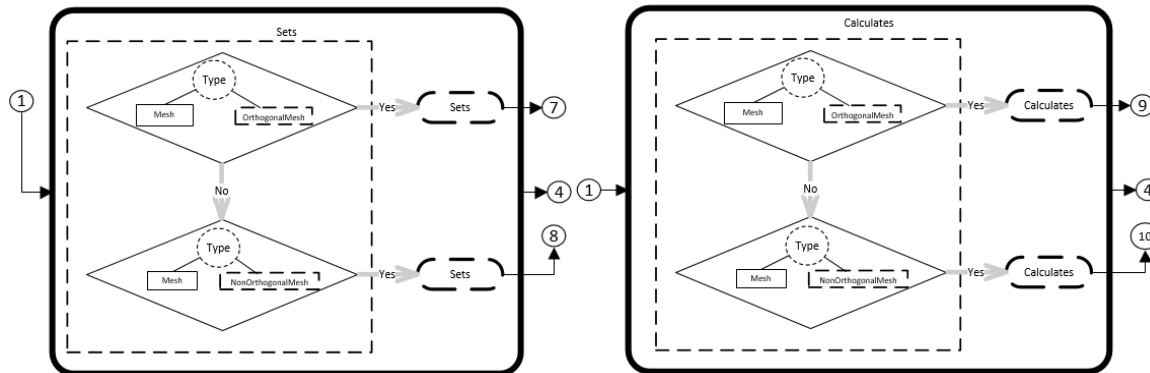 Sets
Type
Mesh
OrthogonalMesh
Yes
Sets
7
1
No
4
Type
Mesh
NonOrthogonalMesh
Yes
Sets
8
Calculates
Type
Mesh
OrthogonalMesh
Yes
Calculates
9
1
No
4
Type
Mesh
NonOrthogonalMesh
Yes
Calculates
10